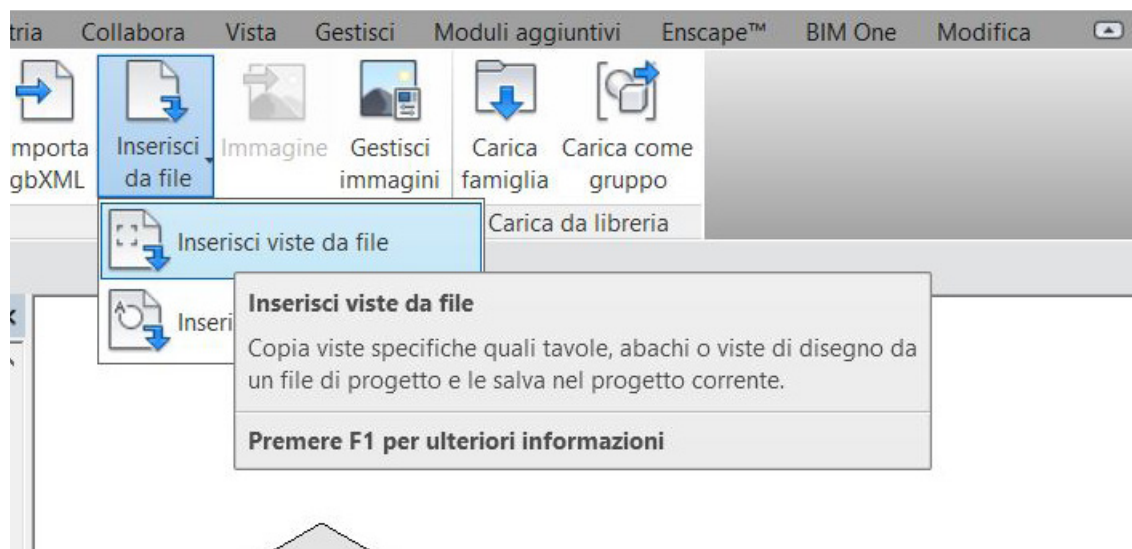 tria Collabora Vista Gestisci Moduli aggiuntivi Enscape™ BIM One Modifica
mporta Inserisci Immagine Gestisci Carica Carica come
gbXML da file immagini famiglia gruppo
Carica da libreria
Inserisci viste da file
Inseri
Inserisci viste da file
Copia viste specifiche quali tavole, abachi o viste di disegno da
un file di progetto e le salva nel progetto corrente.
Premere F1 per ulteriori informazioni